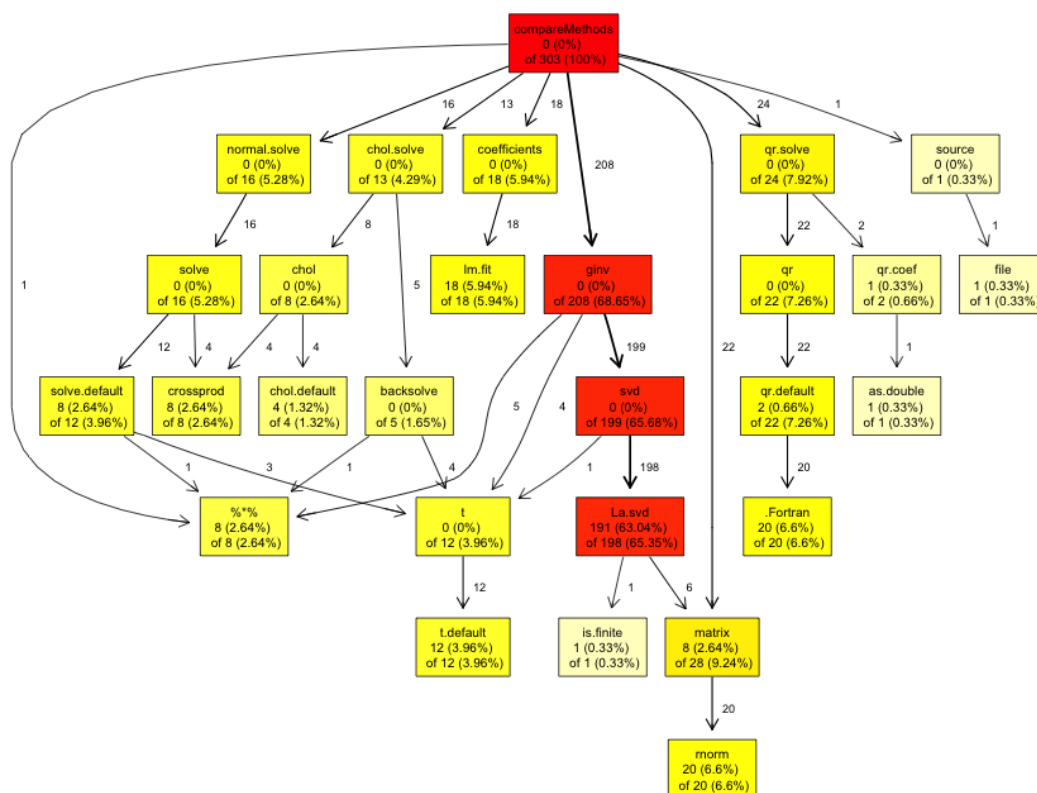 compareMethods
0 (0%)
of 303 (100%)
16
13
18
24
1
normal.solve
0 (0%)
of 16 (5.28%)
chol.solve
0 (0%)
of 13 (4.29%)
coefficients
0 (0%)
of 18 (5.94%)
208
qr.solve
0 (0%)
of 24 (7.92%)
source
0 (0%)
of 1 (0.33%)
16
8
18
22
2
1
1
solve
0 (0%)
of 16 (5.28%)
chol
0 (0%)
of 8 (2.64%)
5
lm.fit
18 (5.94%)
of 18 (5.94%)
ginv
0 (0%)
of 208 (68.65%)
qr
0 (0%)
of 22 (7.26%)
qr.coef
1 (0.33%)
of 2 (0.66%)
file
1 (0.33%)
of 1 (0.33%)
12
4
4
4
199
22
22
1
solve.default
8 (2.64%)
of 12 (3.96%)
crossprod
8 (2.64%)
of 8 (2.64%)
chol.default
4 (1.32%)
of 4 (1.32%)
backsolve
0 (0%)
of 5 (1.65%)
5
4
svd
0 (0%)
of 199 (65.68%)
qr.default
2 (0.66%)
of 22 (7.26%)
as.double
1 (0.33%)
of 1 (0.33%)
1
3
1
4
1
198
20
%*%
8 (2.64%)
of 8 (2.64%)
t
0 (0%)
of 12 (3.96%)
La.svd
191 (63.04%)
of 198 (65.35%)
.Fortran
20 (6.6%)
of 20 (6.6%)
12
1
6
t.default
12 (3.96%)
of 12 (3.96%)
is.finite
1 (0.33%)
of 1 (0.33%)
matrix
8 (2.64%)
of 28 (9.24%)
20
rnorm
20 (6.6%)
of 20 (6.6%)